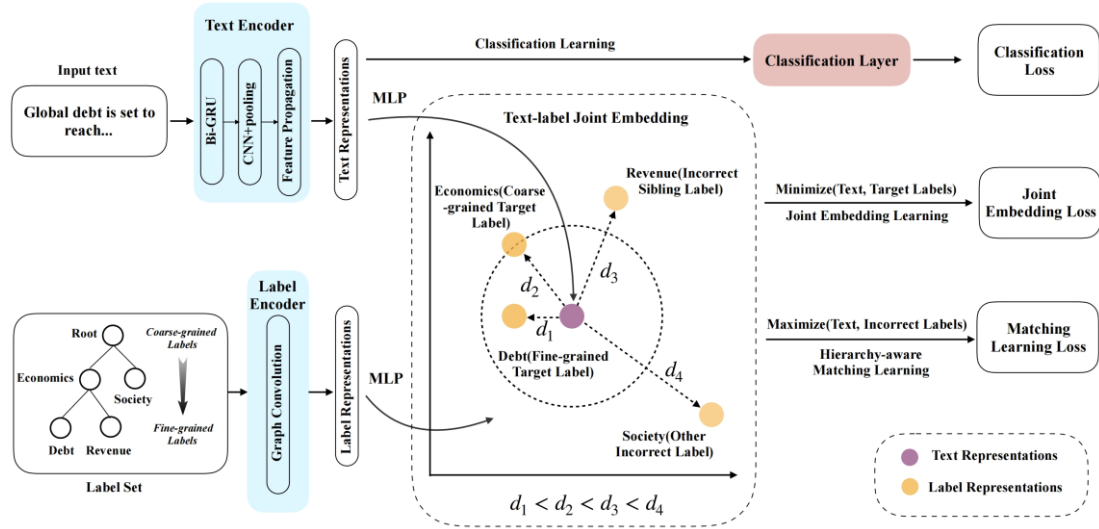 Text Encoder
Input text
Global debt is set to
reach...
Bi-GRU
CNN+pooling
Feature Propagation
Text Representations
Classification Learning
Classification Layer
Classification
Loss
MLP
Text-label Joint Embedding
Economics(Coarse
-grained Target
Label)
Revenue(Incorrect
Sibling Label)
d2
d3
d1
Debt(Fine-grained
Target Label)
d4
Society(Other
Incorrect Label)
d1 < d2 < d3 < d4
Minimize(Text, Target Labels)
Joint Embedding Learning
Joint
Embedding Loss
Maximize(Text, Incorrect Labels)
Hierarchy-aware
Matching Learning
Matching
Learning Loss
Label
Encoder
Graph Convolution
Label Representations
MLP
Root
Economics
Society
Debt
Revenue
Coarse-grained
Labels
Fine-grained
Labels
Label Set
Text Representations
Label Representations